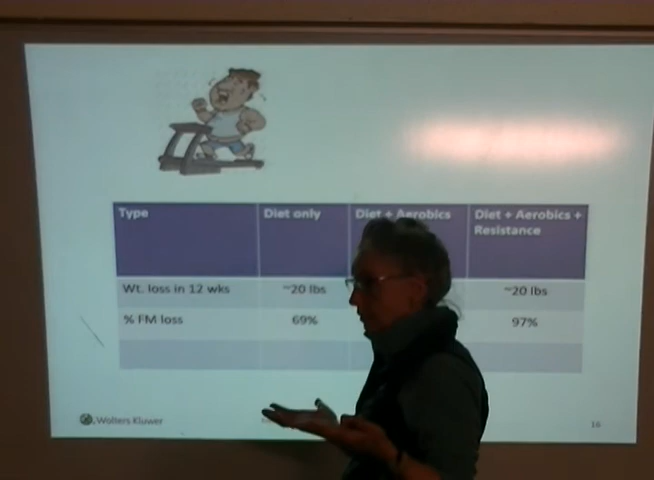 Type Diet only Diet + Aerobics Diet + Aerobics +
Resistance
Wt. loss in 12 wks ~20 lbs ~20 lbs
% FM loss 69% 97%
Wolters Kluwer 16